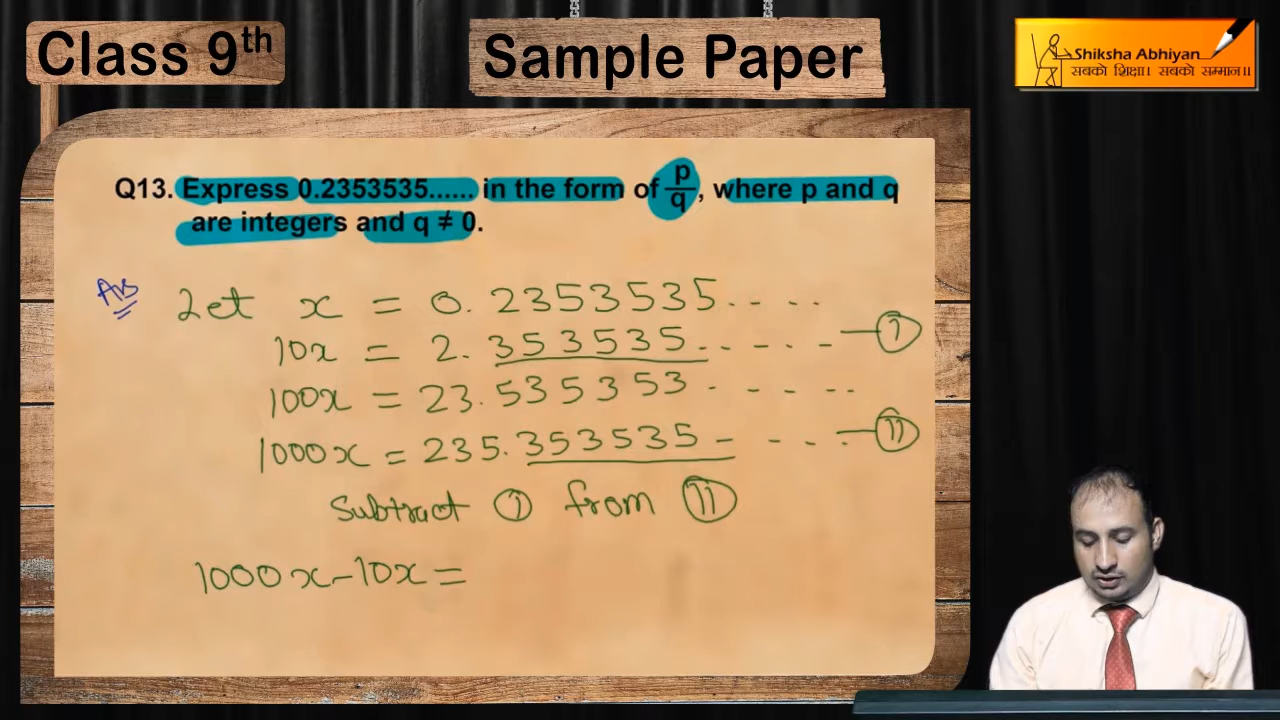 Class 9th
Sample Paper
Shiksha Abhiyan
सबको शिक्षा। सबको सम्मान।।
Q13. Express 0.2353535...... in the form of p/q, where p and q
are integers and q ≠ 0.
Ans
Let x = 0.2353535.. - -
10x = 2.353535.. - - - — (i)
100x = 23.535353 - - - - -
1000x = 235.353535 - - - - — (ii)
Subtract (i) from (ii)
1000x-10x =